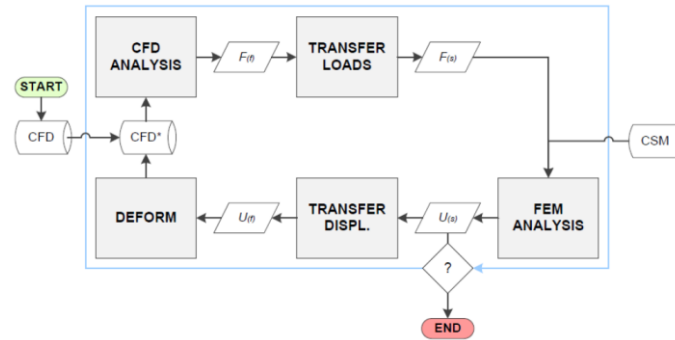 CFD
ANALYSIS
F(f)
TRANSFER
LOADS
F(s)
START
CFD
CFD*
CSM
DEFORM
U(f)
TRANSFER
DISPL.
U(s)
FEM
ANALYSIS
?
END